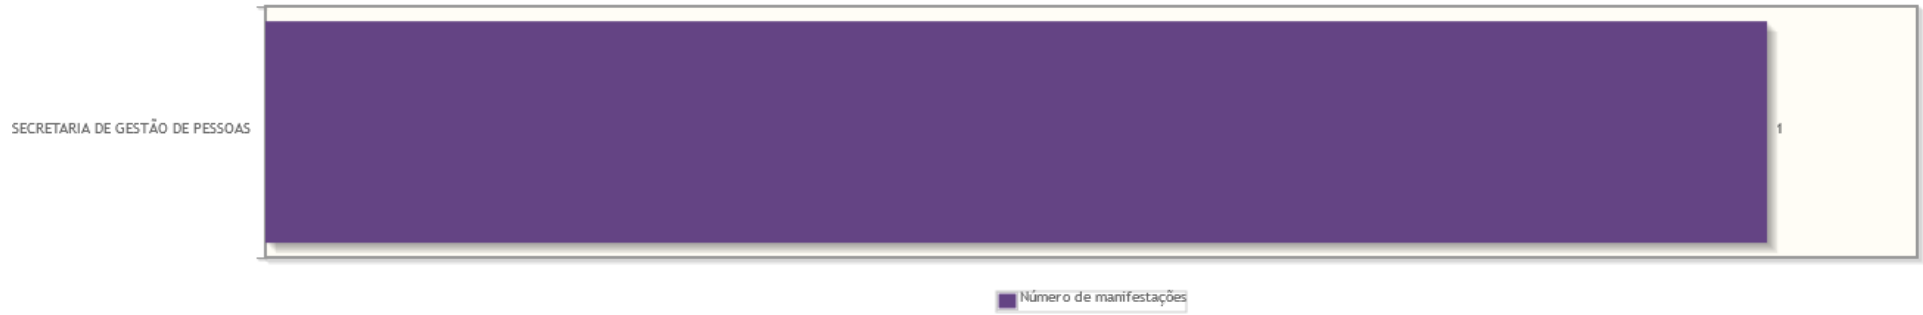 SECRETARIA DE GESTÃO DE PESSOAS
1
Número de manifestações